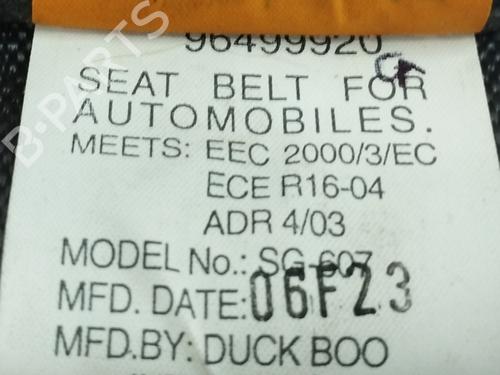 96499920
SEAT BELT FOR
AUTOMOBILES.
MEETS: EEC 2000/3/EC
ECE R16-04
ADR 4/03
MODEL No.: SG-607
MFD. DATE: 06F23
MFD.BY: DUCK BOO
B-PARTS